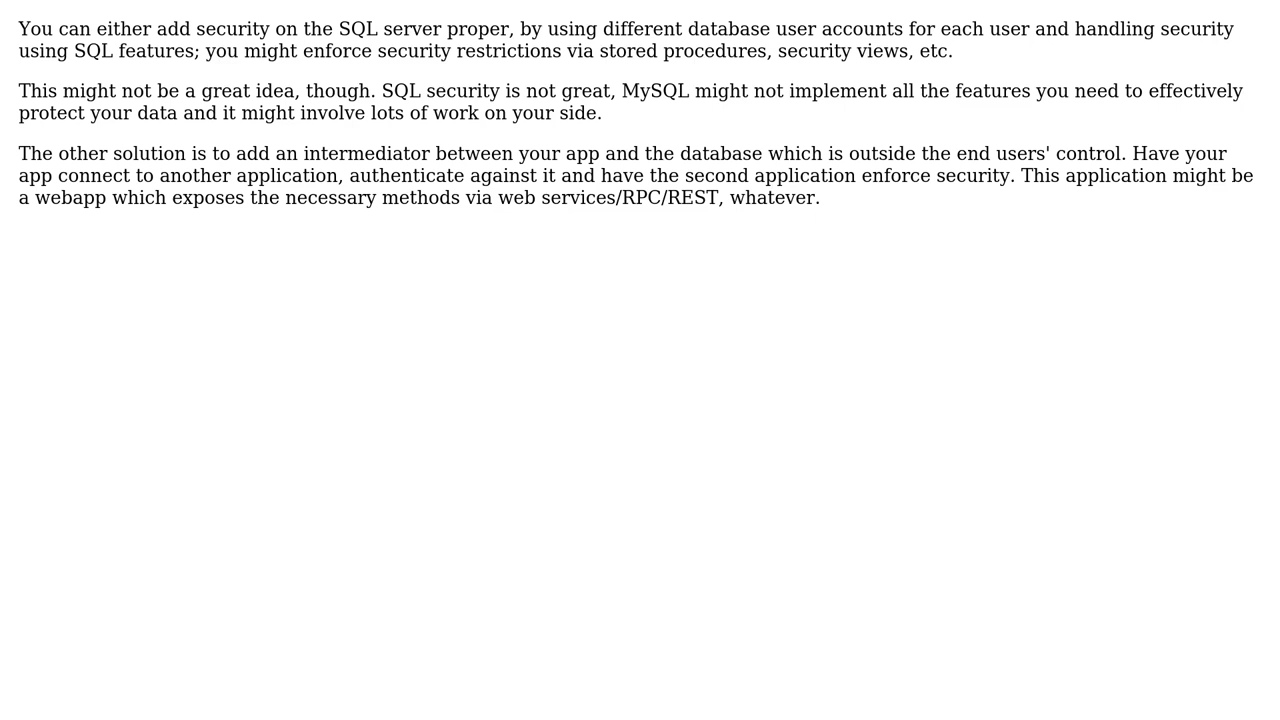 You can either add security on the SQL server proper, by using different database user accounts for each user and handling security
using SQL features; you might enforce security restrictions via stored procedures, security views, etc.
This might not be a great idea, though. SQL security is not great, MySQL might not implement all the features you need to effectively
protect your data and it might involve lots of work on your side.
The other solution is to add an intermediator between your app and the database which is outside the end users' control. Have your
app connect to another application, authenticate against it and have the second application enforce security. This application might be
a webapp which exposes the necessary methods via web services/RPC/REST, whatever.